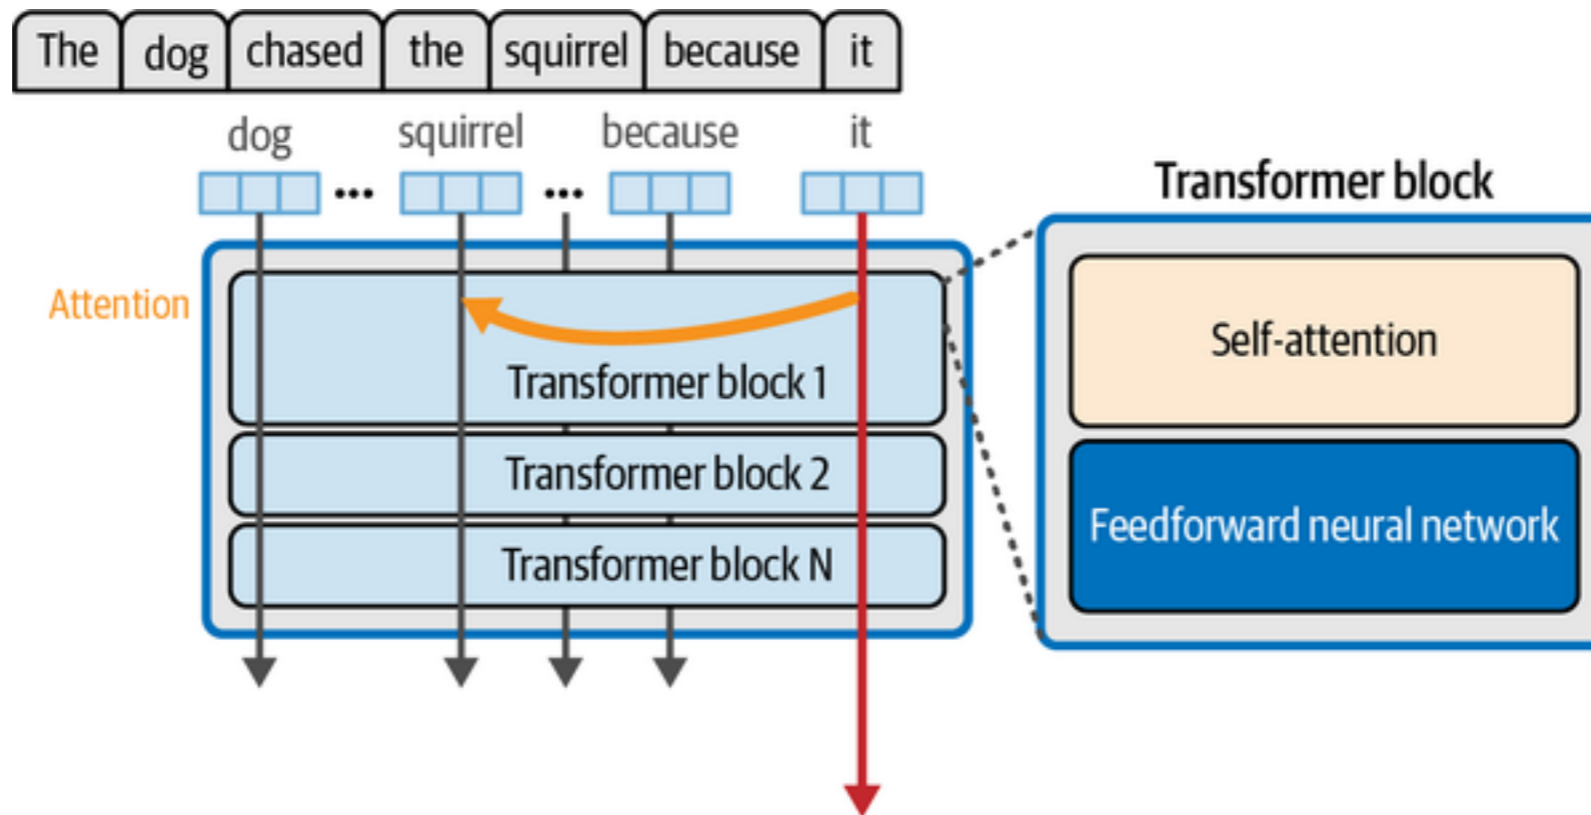 The dog chased the squirrel because it
dog ... squirrel ... because it
Transformer block
Attention
Transformer block 1
Transformer block 2
Transformer block N
Self-attention
Feedforward neural network